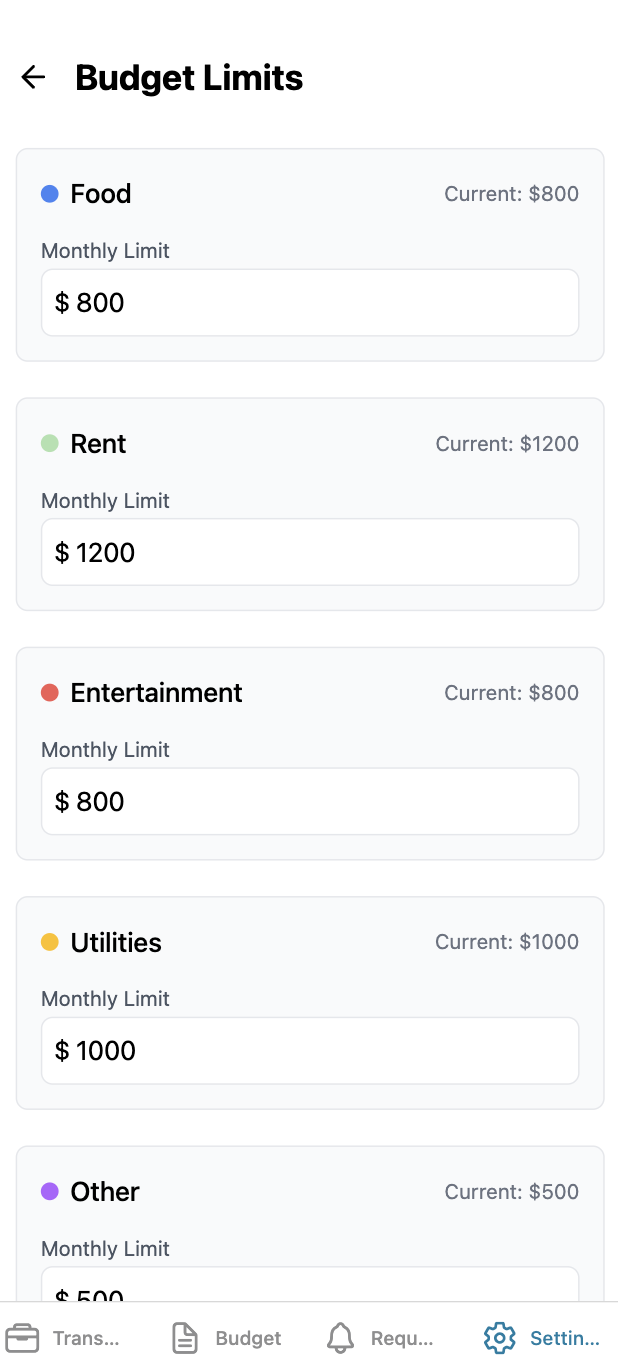 Budget Limits
Food Current: $800
Monthly Limit
$ 800
Rent Current: $1200
Monthly Limit
$ 1200
Entertainment Current: $800
Monthly Limit
$ 800
Utilities Current: $1000
Monthly Limit
$ 1000
Other Current: $500
Monthly Limit
$ 500
Trans... Budget Requ... Settin...